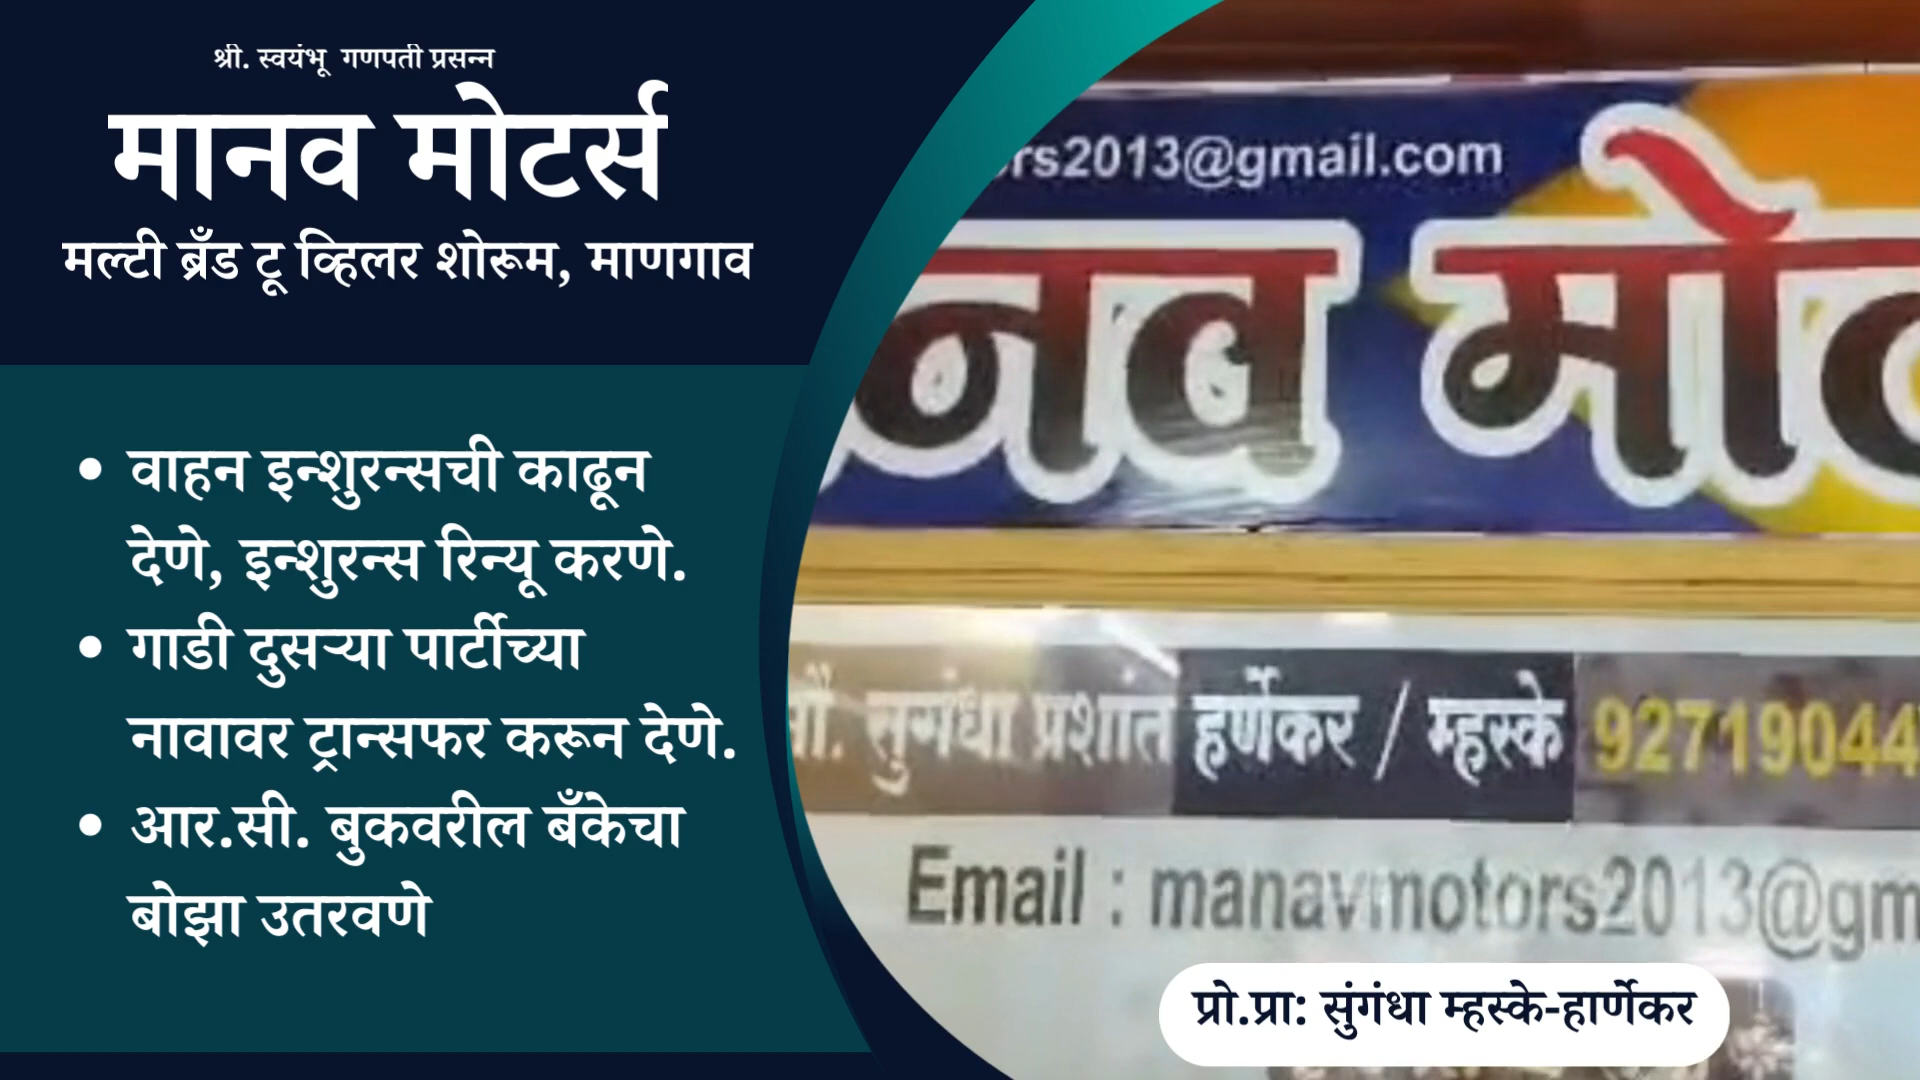 श्री. स्वयंभू गणपती प्रसन्न
मानव मोटर्स
मल्टी ब्रँड टू व्हिलर शोरूम, माणगाव
• वाहन इन्शुरन्सची काढून
देणे, इन्शुरन्स रिन्यू करणे.
• गाडी दुसऱ्या पार्टीच्या
नावावर ट्रान्सफर करून देणे.
• आर.सी. बुकवरील बँकेचा
बोझा उतरवणे
rs2013@gmail.com
नव मो
सौ. सुगंधा प्रशांत हर्णेकर / म्हस्के 92719044
Email : manavmotors2013@gm
प्रो.प्रा: सुंगंधा म्हस्के-हार्णेकर